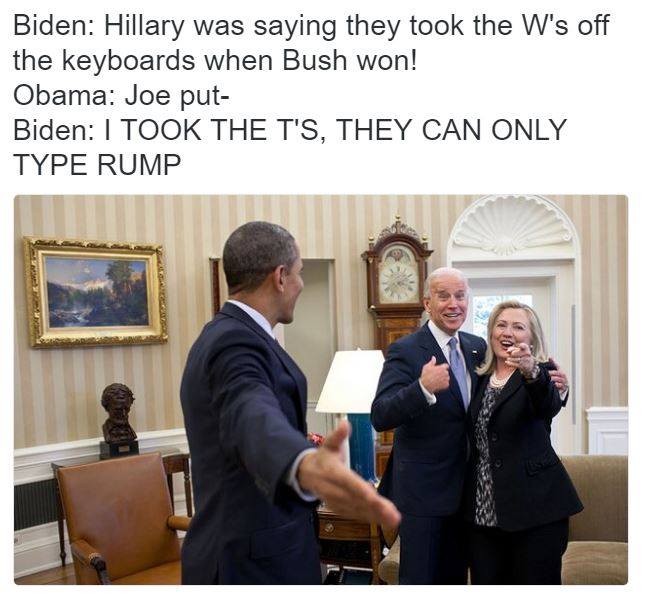 Biden: Hillary was saying they took the W's off
the keyboards when Bush won!
Obama: Joe put-
Biden: I TOOK THE T'S, THEY CAN ONLY
TYPE RUMP